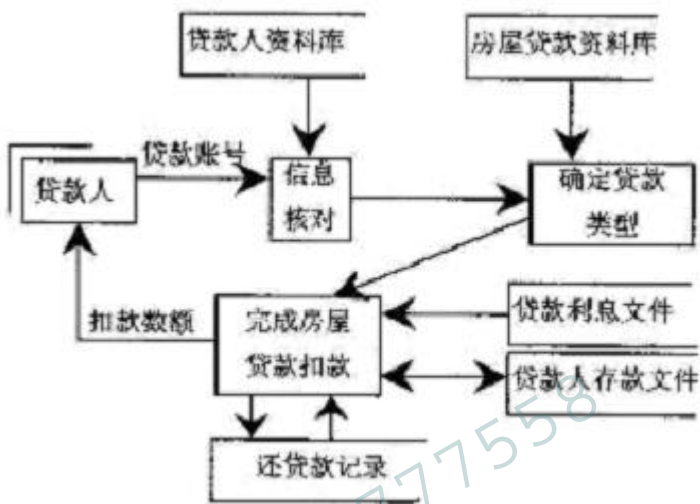 贷款人资料库
房屋贷款资料库
贷款账号
贷款人
信息
核对
确定贷款
类型
扣款数额
完成房屋
贷款扣款
贷款利息文件
贷款人存款文件
还贷款记录
777558